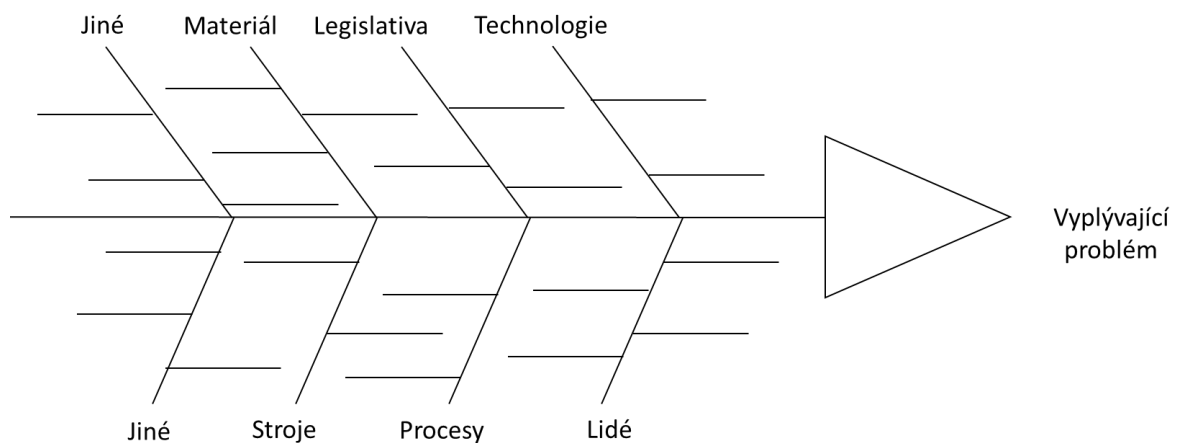 Jiné
Materiál
Legislativa
Technologie
Vyplývající
problém
Jiné
Stroje
Procesy
Lidé